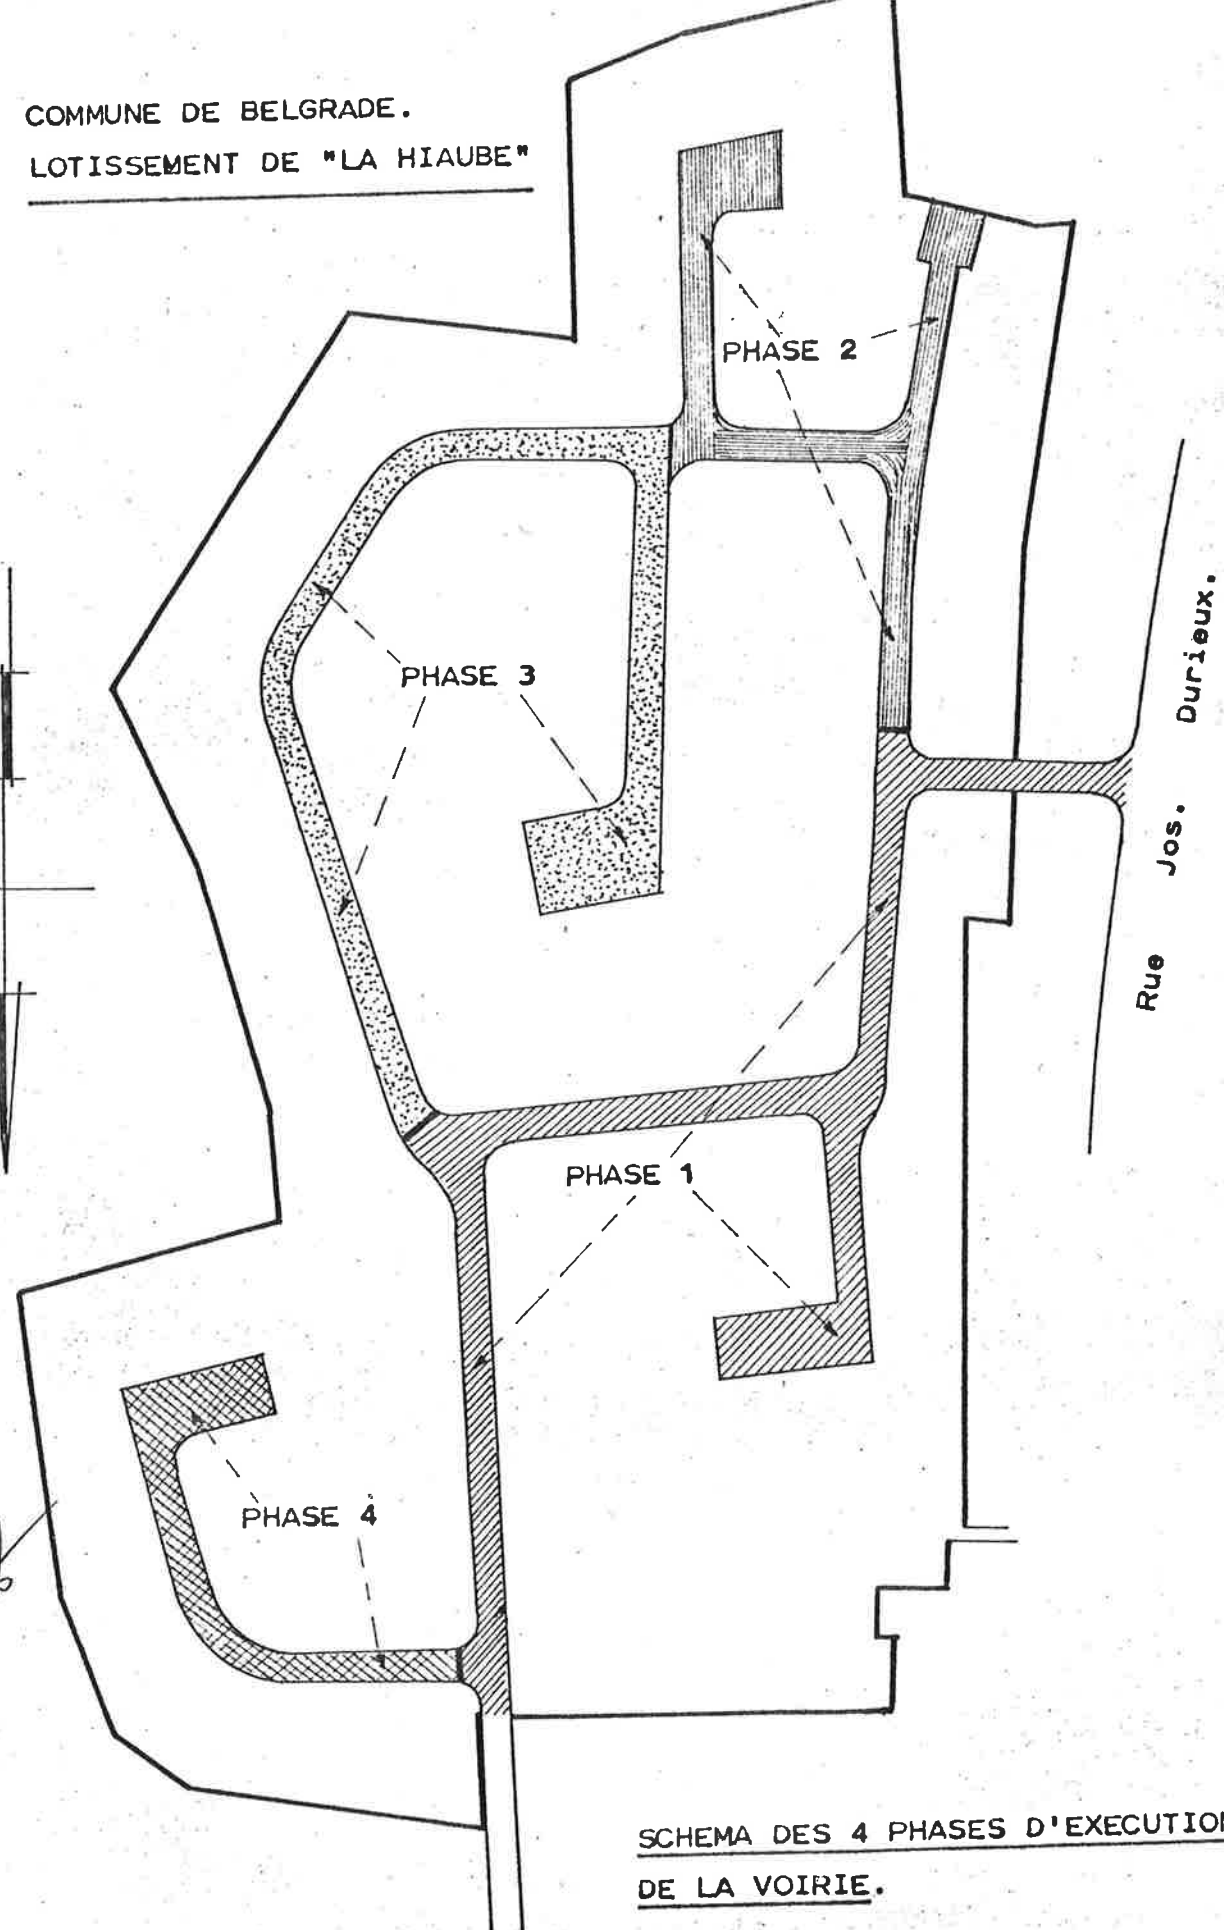 COMMUNE DE BELGRADE.
LOTISSEMENT DE "LA HIAUBE"
PHASE 2
PHASE 3
Rue Jos. Durieux.
PHASE 1
PHASE 4
SCHEMA DES 4 PHASES D'EXECUTION
DE LA VOIRIE.